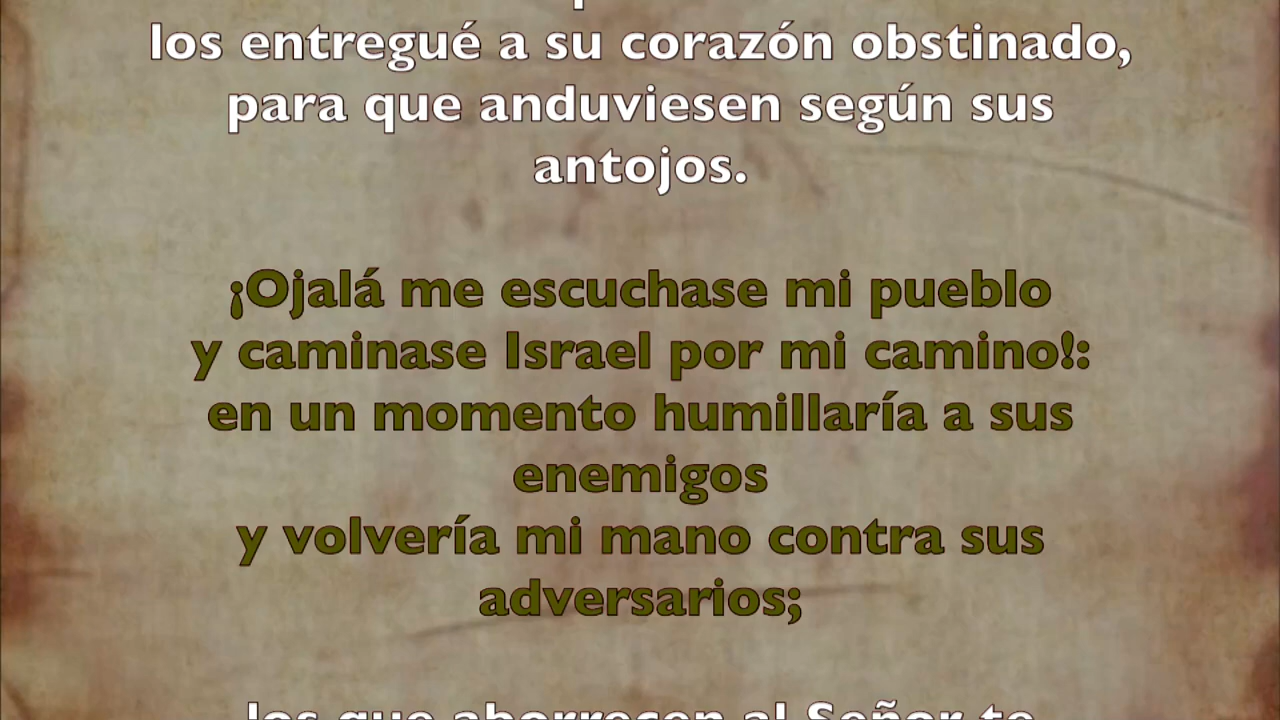 los entregué a su corazón obstinado,
para que anduviesen según sus
antojos.
¡Ojalá me escuchase mi pueblo
y caminase Israel por mi camino!:
en un momento humillaría a sus
enemigos
y volvería mi mano contra sus
adversarios;
los que aborrecen al Señor te